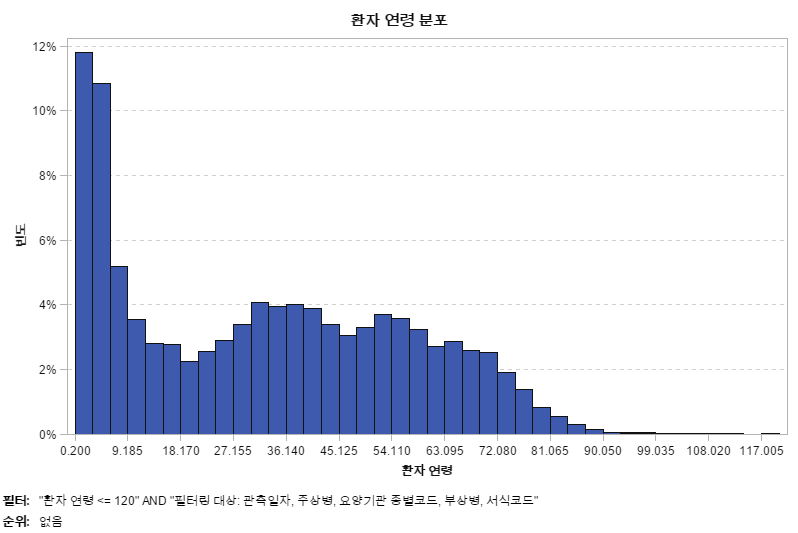 환자 연령 분포
12%
10%
8%
6%
4%
2%
0%
빈도
0.200 9.185 18.170 27.155 36.140 45.125 54.110 63.095 72.080 81.065 90.050 99.035 108.020 117.005
환자 연령
필터: "환자 연령 <= 120" AND "필터링 대상: 관측일자, 주상병, 요양기관 종별코드, 부상병, 서식코드"
순위: 없음